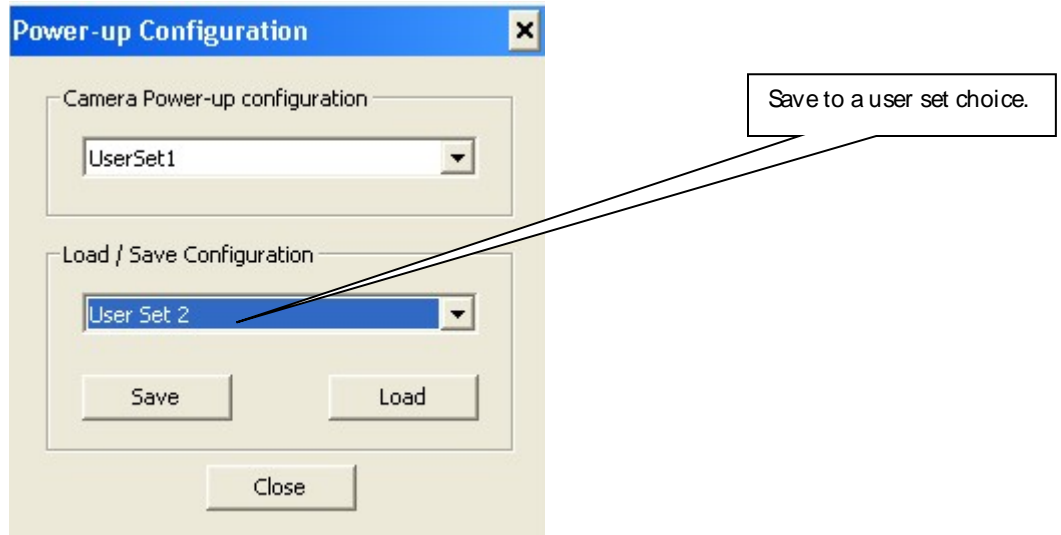 Power-up Configuration
Camera Power-up configuration
UserSet1
Save to a user set choice.
Load / Save Configuration
User Set 2
Save
Load
Close